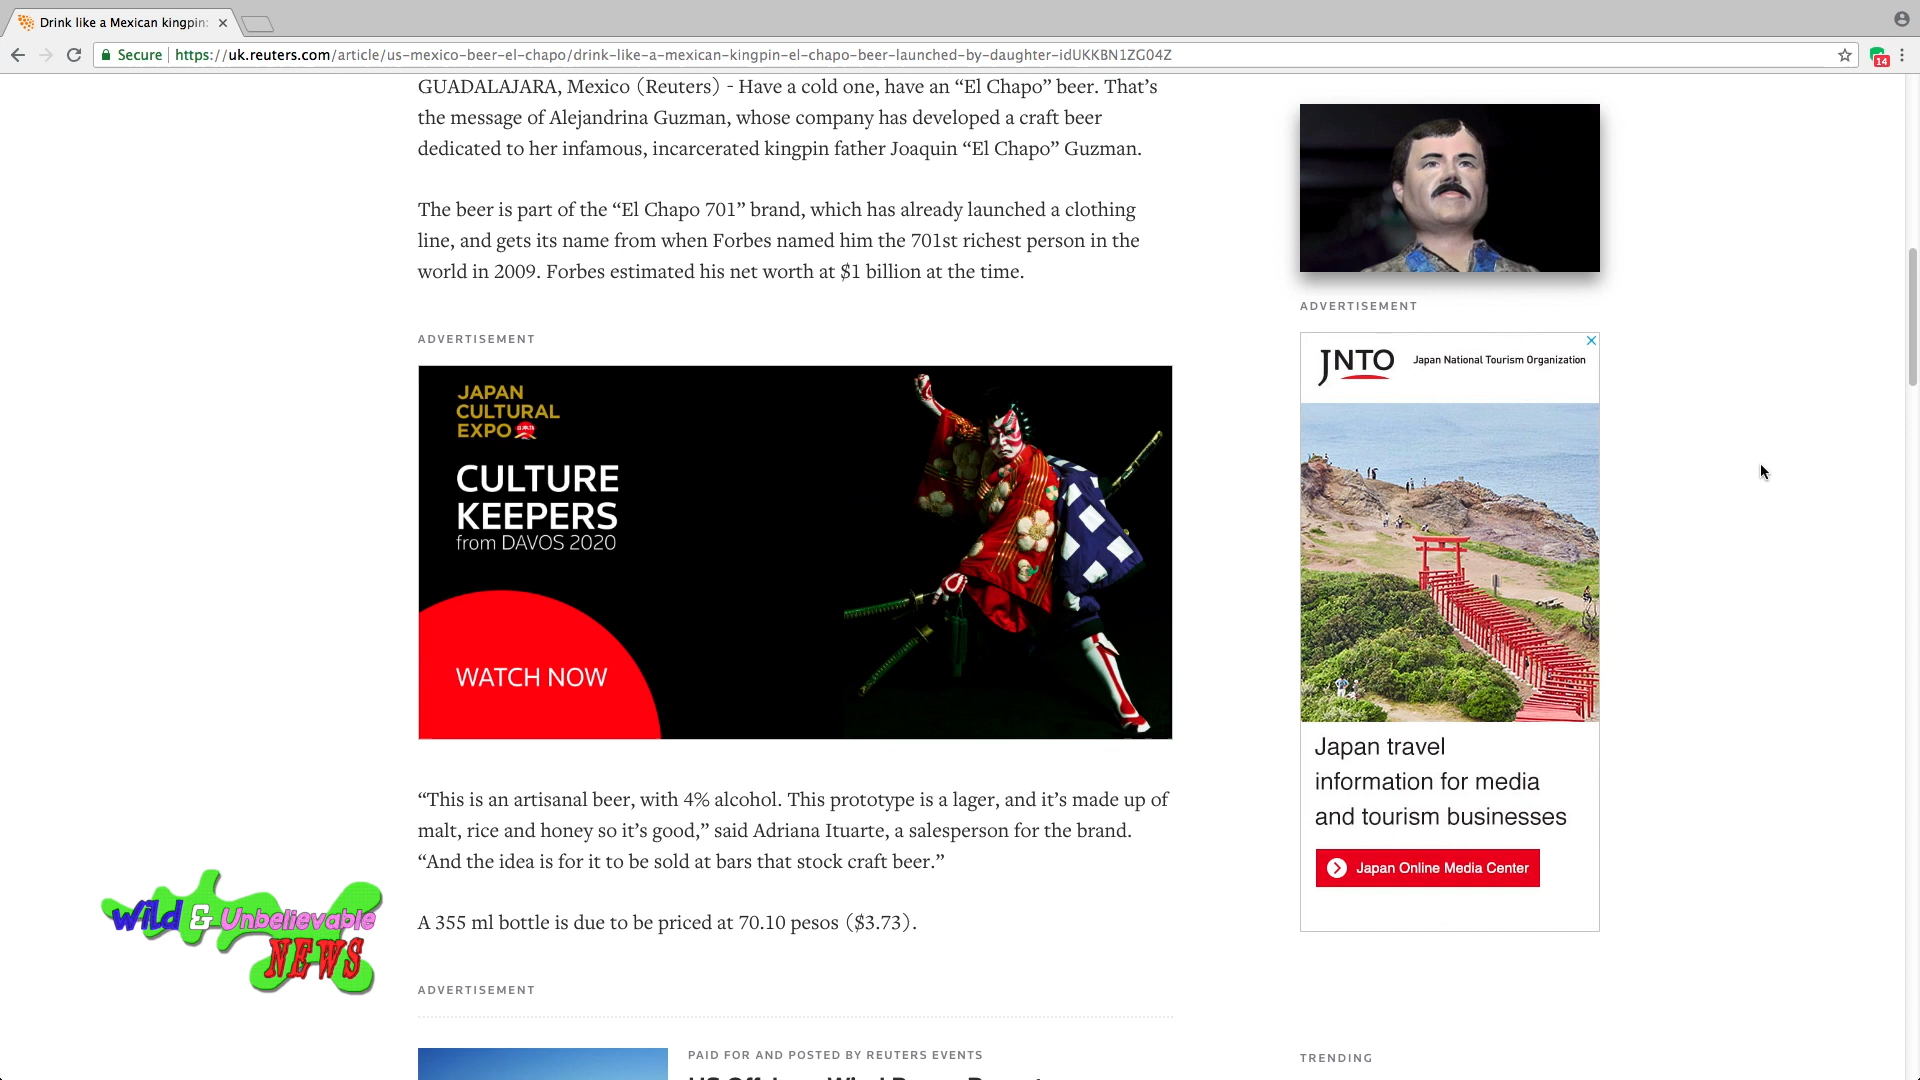 Drink like a Mexican kingpin:
Secure https://uk.reuters.com/article/us-mexico-beer-el-chapo/drink-like-a-mexican-kingpin-el-chapo-beer-launched-by-daughter-idUKKBN1ZG04Z
14
GUADALAJARA, Mexico (Reuters) - Have a cold one, have an “El Chapo” beer. That’s
the message of Alejandrina Guzman, whose company has developed a craft beer
dedicated to her infamous, incarcerated kingpin father Joaquin “El Chapo” Guzman.
The beer is part of the “El Chapo 701” brand, which has already launched a clothing
line, and gets its name from when Forbes named him the 701st richest person in the
world in 2009. Forbes estimated his net worth at $1 billion at the time.
ADVERTISEMENT
JAPAN
CULTURAL
EXPO
CULTURE
KEEPERS
from DAVOS 2020
WATCH NOW
“This is an artisanal beer, with 4% alcohol. This prototype is a lager, and it’s made up of
malt, rice and honey so it’s good,” said Adriana Ituarte, a salesperson for the brand.
“And the idea is for it to be sold at bars that stock craft beer.”
A 355 ml bottle is due to be priced at 70.10 pesos ($3.73).
ADVERTISEMENT
PAID FOR AND POSTED BY REUTERS EVENTS
Wild & Unbelievable
NEWS
ADVERTISEMENT
JNTO Japan National Tourism Organization
Japan travel
information for media
and tourism businesses
Japan Online Media Center
TRENDING